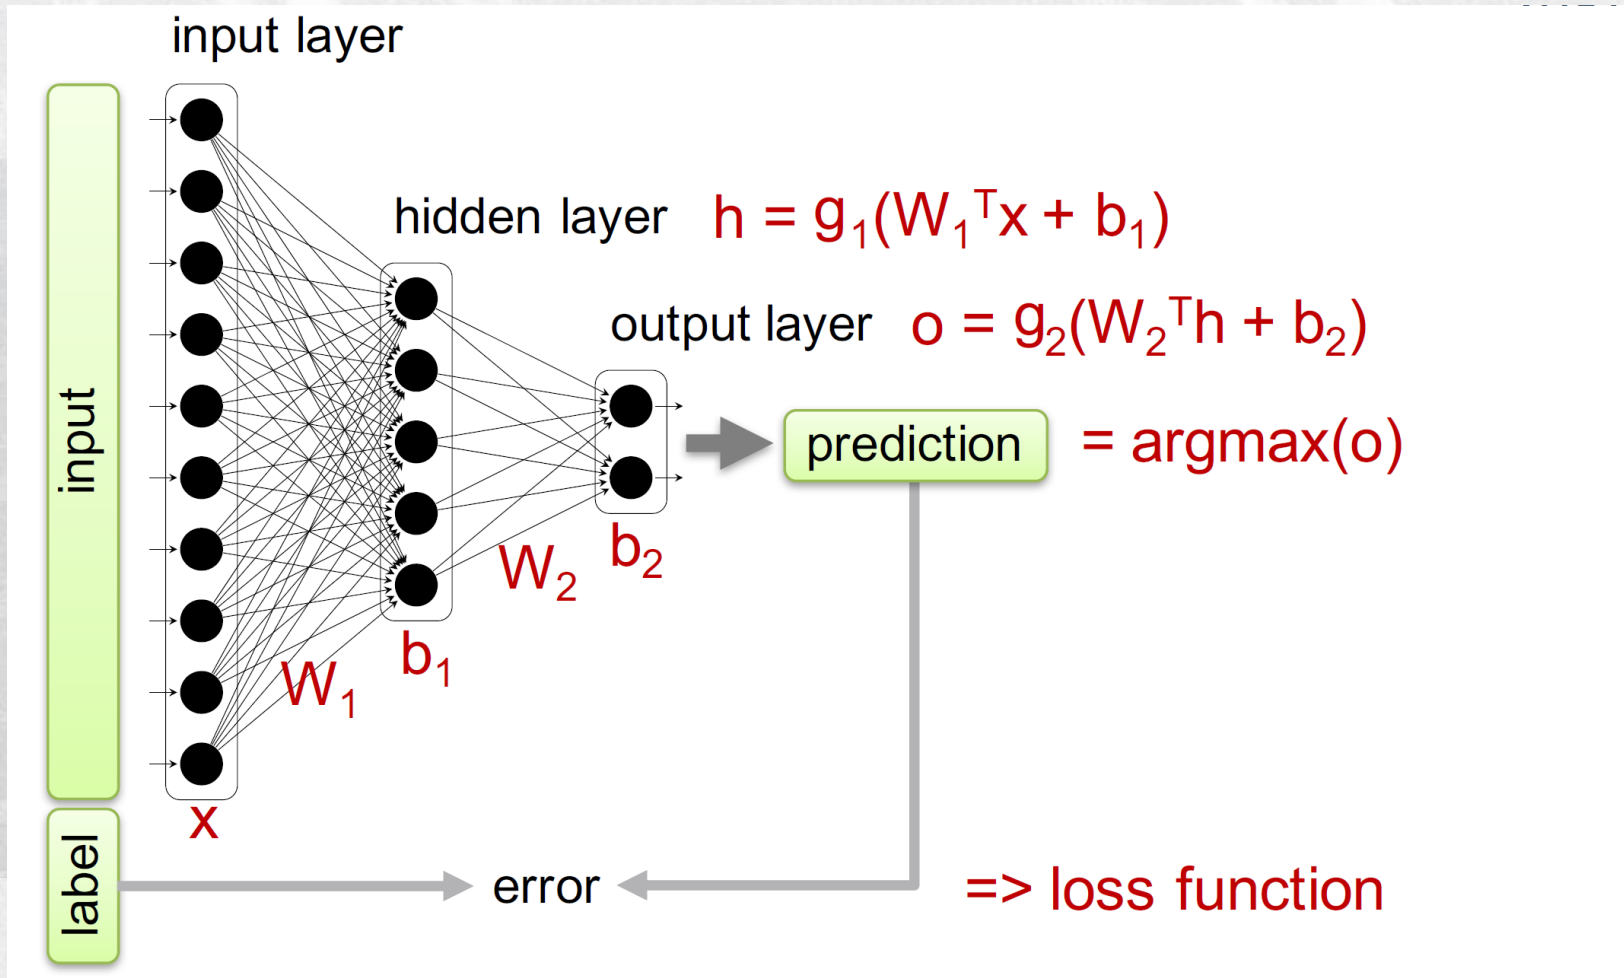 input layer
input
hidden layer h = g₁(W₁ᵀx + b₁)
output layer o = g₂(W₂ᵀh + b₂)
prediction = argmax(o)
W₂ b₂
W₁ b₁
x
label
error => loss function